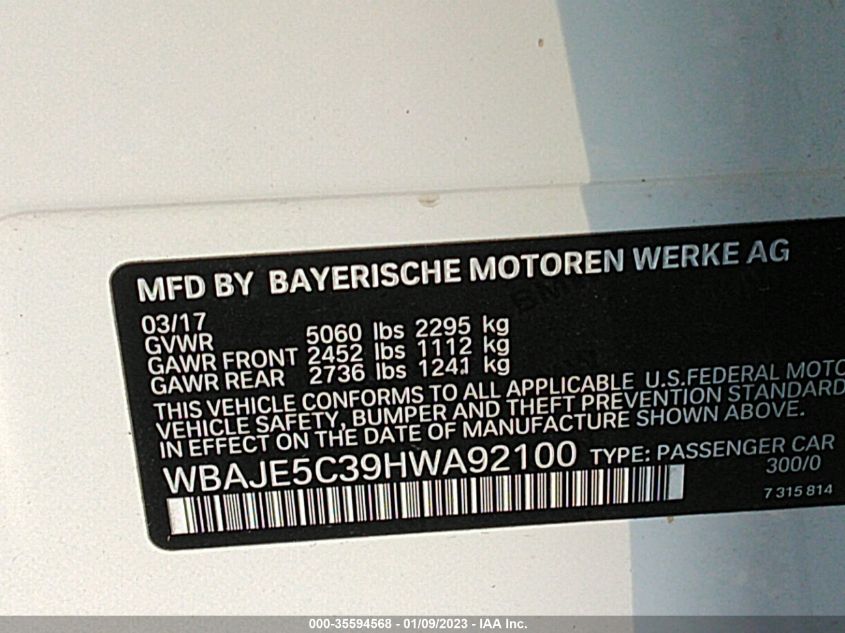 MFD BY BAYERISCHE MOTOREN WERKE AG
03/17
GVWR 5060 lbs 2295 kg
GAWR FRONT 2452 lbs 1112 kg
GAWR REAR 2736 lbs 1241 kg
THIS VEHICLE CONFORMS TO ALL APPLICABLE U.S.FEDERAL MOTO
VEHICLE SAFETY, BUMPER AND THEFT PREVENTION STANDARD
IN EFFECT ON THE DATE OF MANUFACTURE SHOWN ABOVE.
WBAJE5C39HWA92100 TYPE: PASSENGER CAR
300/0
7 315 814
000-35594568 - 01/09/2023 - IAA Inc.